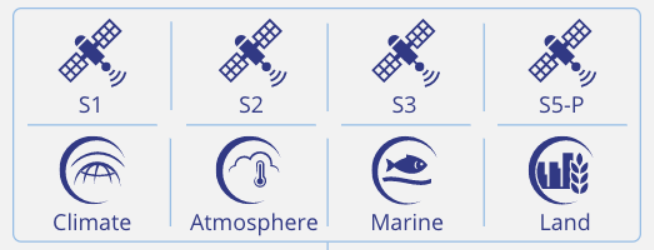 S1
S2
S3
S5-P
Climate
Atmosphere
Marine
Land